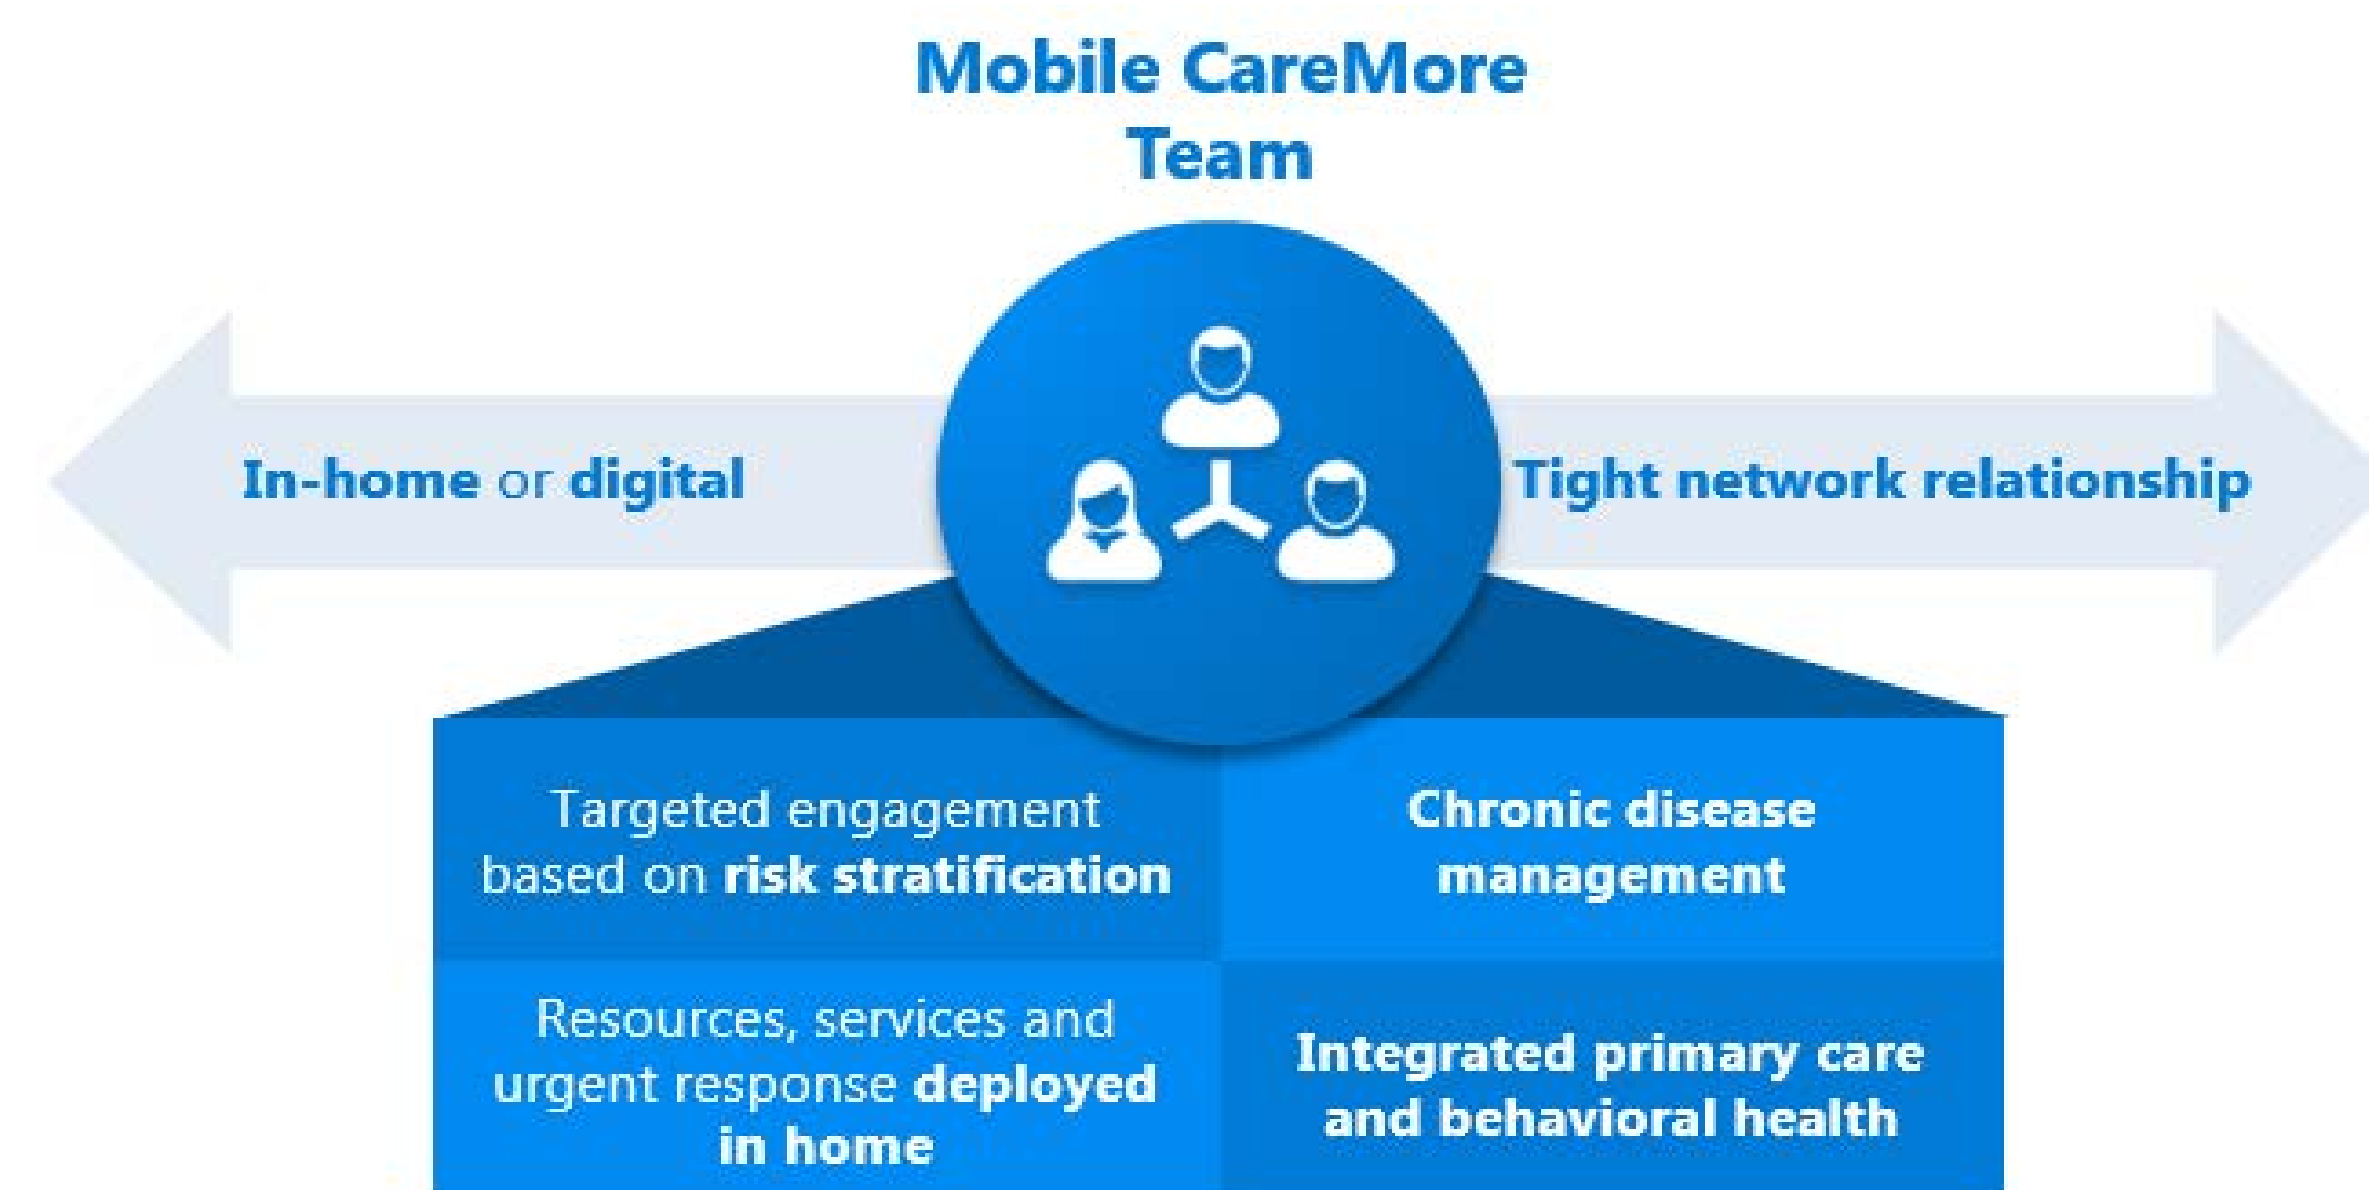 Mobile CareMore
Team
In-home or digital
Tight network relationship
Targeted engagement
based on risk stratification
Chronic disease
management
Resources, services and
urgent response deployed
in home
Integrated primary care
and behavioral health